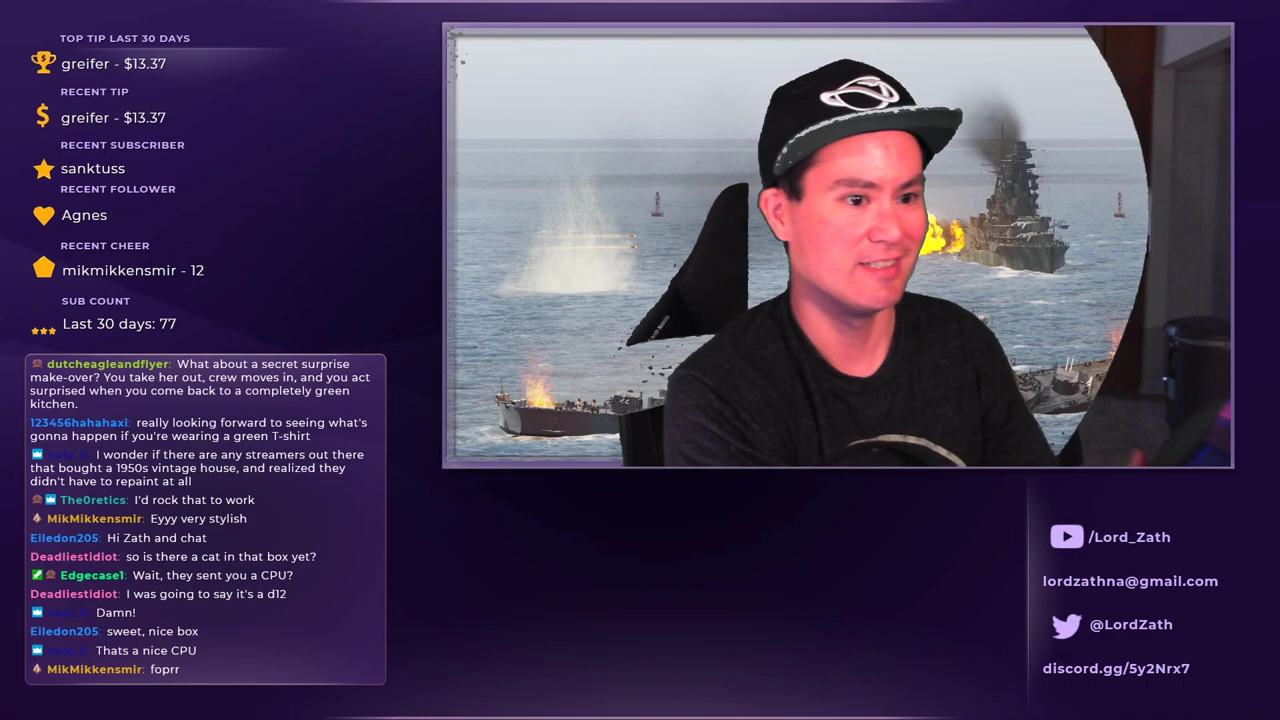 TOP TIP LAST 30 DAYS
greifer - $13.37
RECENT TIP
greifer - $13.37
RECENT SUBSCRIBER
sanktuss
RECENT FOLLOWER
Agnes
RECENT CHEER
mikmikkensmir - 12
SUB COUNT
Last 30 days: 77
dutcheagleandflyer: What about a secret surprise
make-over? You take her out, crew moves in, and you act
surprised when you come back to a completely green
kitchen.
123456hahahaxi: really looking forward to seeing what's
gonna happen if you're wearing a green T-shirt
I wonder if there are any streamers out there
that bought a 1950s vintage house, and realized they
didn't have to repaint at all
The0retics: I'd rock that to work
MikMikkensmir: Eyyy very stylish
Eiledon205: Hi Zath and chat
Deadliestidiot: so is there a cat in that box yet?
Edgecase1: Wait, they sent you a CPU?
Deadliestidiot: I was going to say it's a d12
Damn!
Eiledon205: sweet, nice box
Thats a nice CPU
MikMikkensmir: foprr
/Lord_Zath
lordzathna@gmail.com
@LordZath
discord.gg/5y2Nrx7